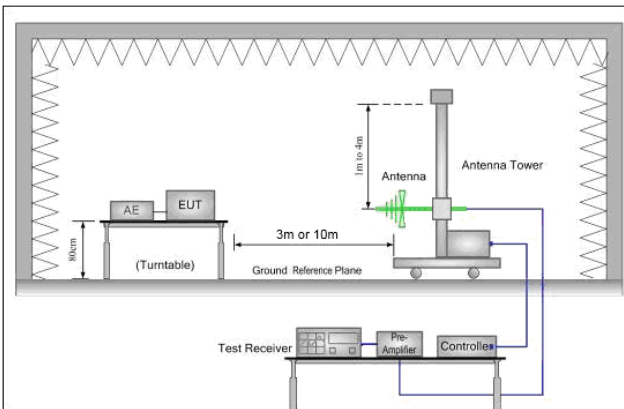 1m to 4m
Antenna
Antenna Tower
AE
EUT
80cm
(Turntable)
3m or 10m
Ground Reference Plane
Test Receiver
Pre-
Amplifier
Controller